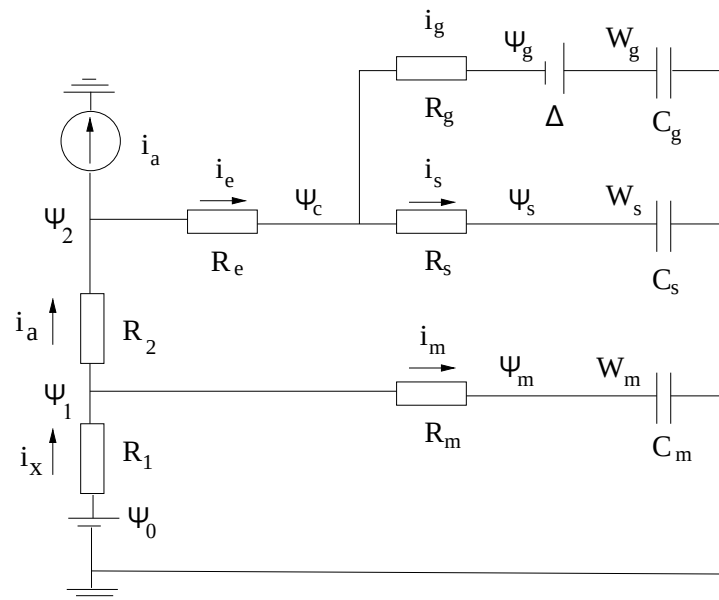 i_g
Ψ_g
W_g
R_g
Δ
C_g
i_a
i_e
i_s
Ψ_2
Ψ_c
Ψ_s
W_s
R_e
R_s
C_s
i_a
R_2
i_m
Ψ_1
Ψ_m
W_m
i_x
R_1
R_m
C_m
Ψ_0